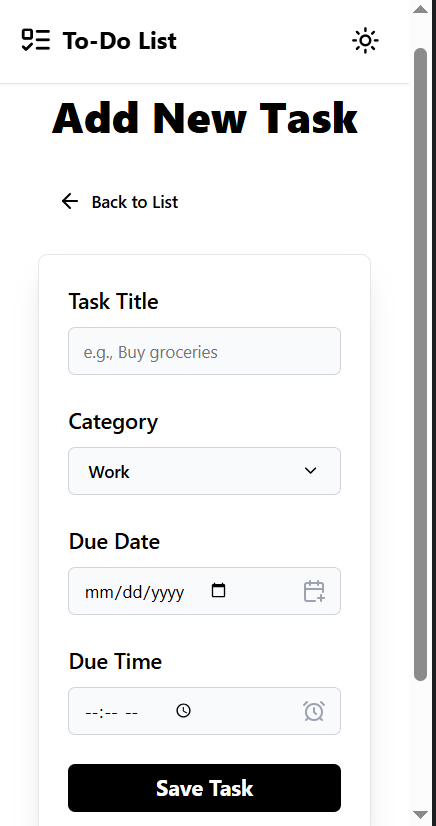 To-Do List
Add New Task
Back to List
Task Title
e.g., Buy groceries
Category
Work
Due Date
mm/dd/yyyy
Due Time
--:-- --
Save Task